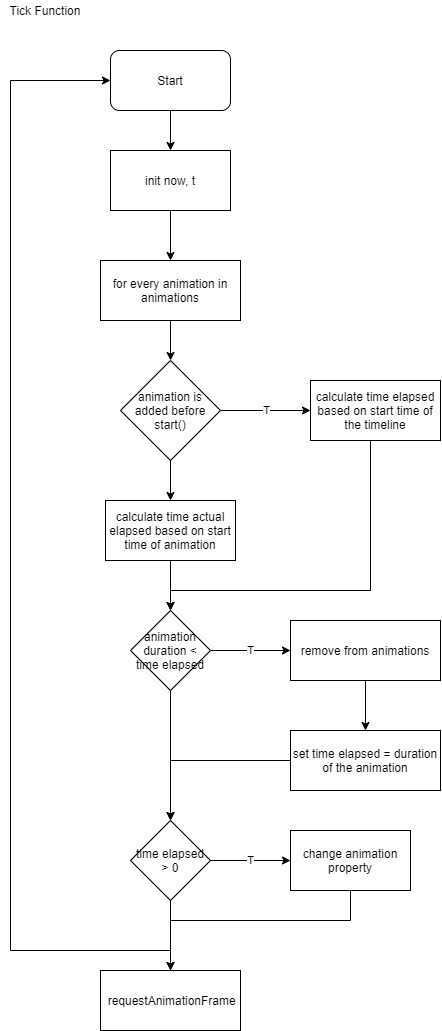 Tick Function
Start
init now, t
for every animation in
animations
animation is
added before
start()
T
calculate time elapsed
based on start time of
the timeline
calculate time actual
elapsed based on start
time of animation
animation
duration <
time elapsed
T
remove from animations
set time elapsed = duration
of the animation
time elapsed
> 0
T
change animation
property
requestAnimationFrame